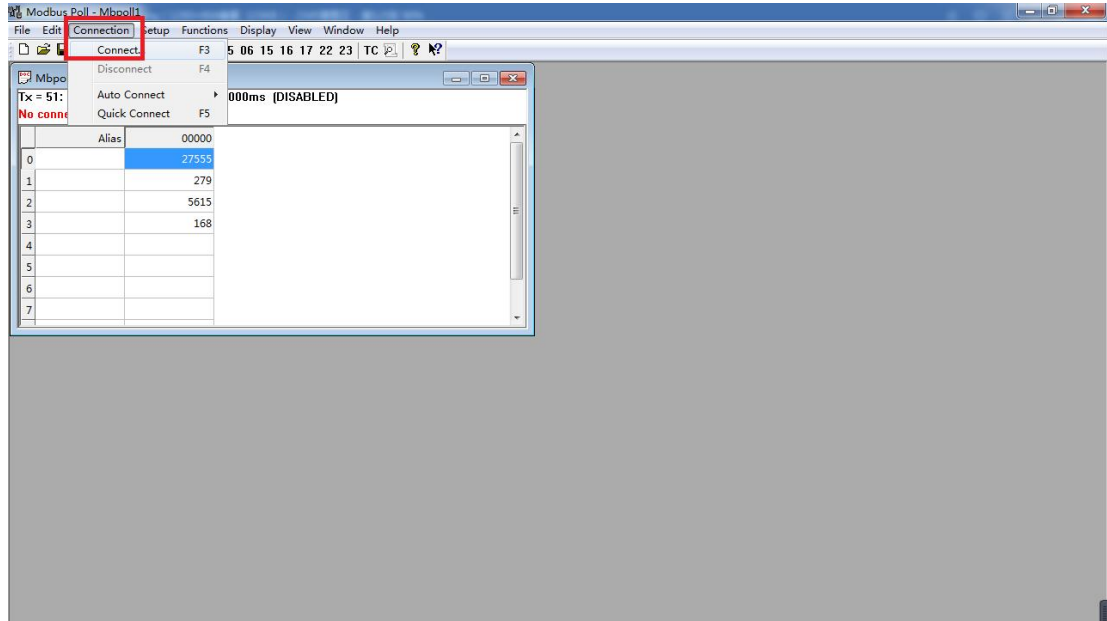 Modbus Poll - Mbpoll1
File Edit Connection Setup Functions Display View Window Help
Connect. F3 5 06 15 16 17 22 23 TC
Disconnect F4
Mbpo
Tx = 51: Auto Connect 000ms (DISABLED)
No conne Quick Connect F5
Alias 00000
0 27555
1 279
2 5615
3 168
4
5
6
7